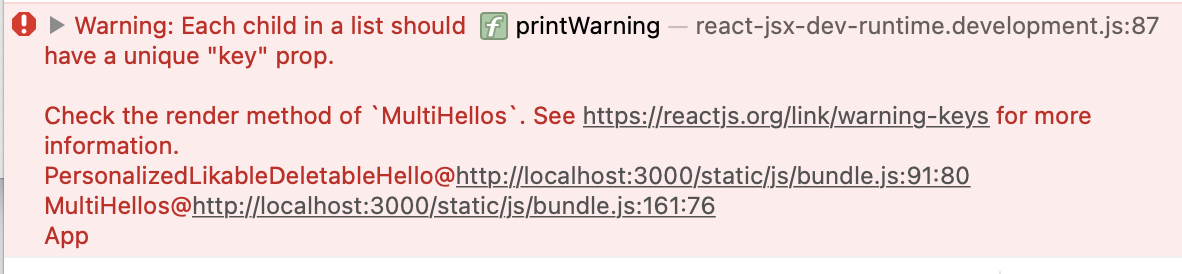 Warning: Each child in a list should f printWarning — react-jsx-dev-runtime.development.js:87
have a unique "key" prop.
Check the render method of `MultiHellos`. See https://reactjs.org/link/warning-keys for more
information.
PersonalizedLikableDeletableHello@http://localhost:3000/static/js/bundle.js:91:80
MultiHellos@http://localhost:3000/static/js/bundle.js:161:76
App